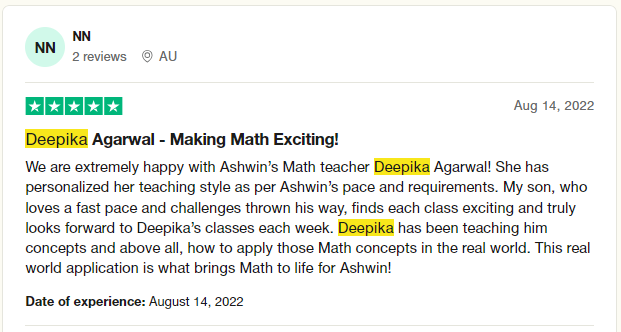 NN
NN
2 reviews AU
Aug 14, 2022
Deepika Agarwal - Making Math Exciting!
We are extremely happy with Ashwin’s Math teacher Deepika Agarwal! She has
personalized her teaching style as per Ashwin’s pace and requirements. My son, who
loves a fast pace and challenges thrown his way, finds each class exciting and truly
looks forward to Deepika’s classes each week. Deepika has been teaching him
concepts and above all, how to apply those Math concepts in the real world. This real
world application is what brings Math to life for Ashwin!
Date of experience: August 14, 2022